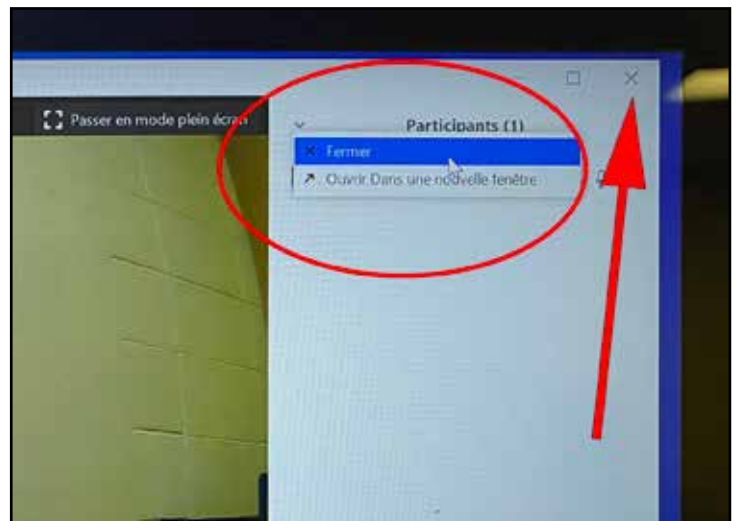 Passer en mode plein écran
Participants (1)
Fermer
Ouvrir Dans une nouvelle fenêtre